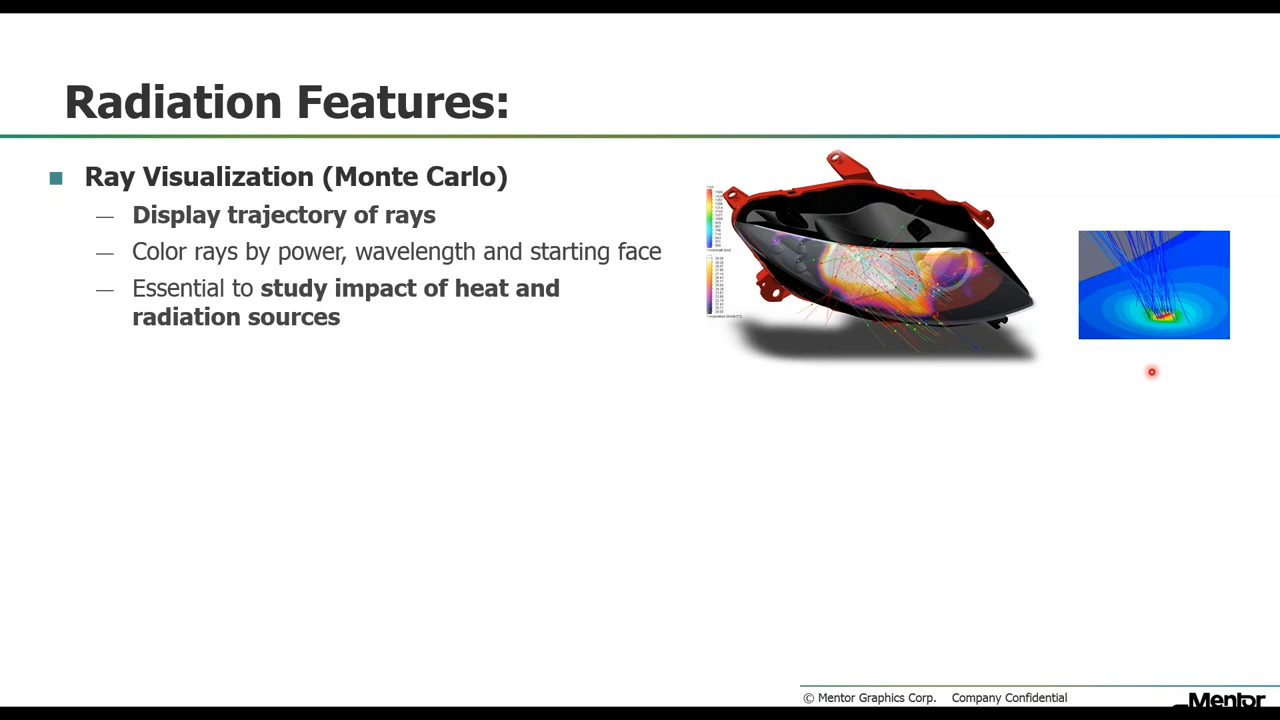 Radiation Features:
Ray Visualization (Monte Carlo)
— Display trajectory of rays
— Color rays by power, wavelength and starting face
— Essential to study impact of heat and
radiation sources
© Mentor Graphics Corp. Company Confidential
Mentor